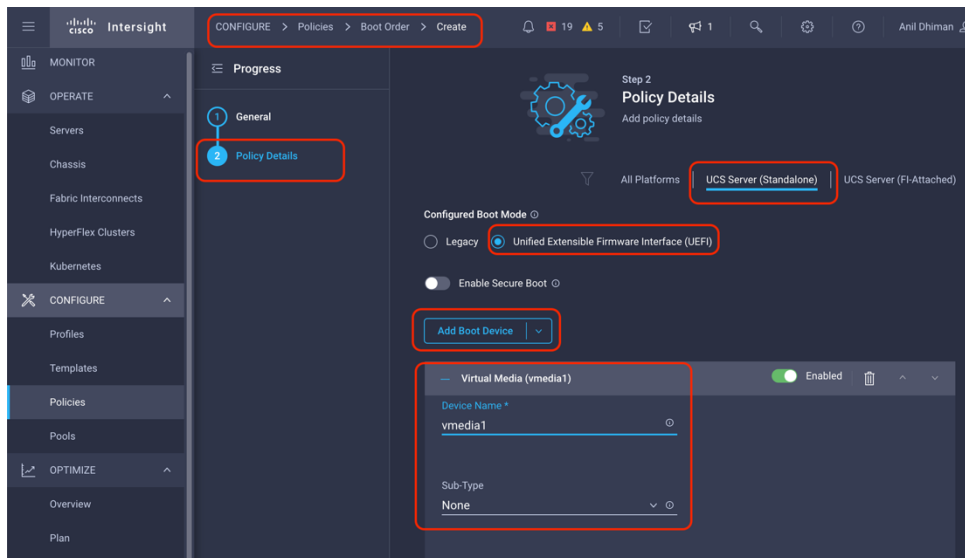 cisco Intersight
CONFIGURE > Policies > Boot Order > Create
19 5
1
Anil Dhiman
MONITOR
OPERATE
Servers
Chassis
Fabric Interconnects
HyperFlex Clusters
Kubernetes
CONFIGURE
Profiles
Templates
Policies
Pools
OPTIMIZE
Overview
Plan
Progress
1 General
2 Policy Details
Step 2
Policy Details
Add policy details
All Platforms | UCS Server (Standalone) | UCS Server (FI-Attached)
Configured Boot Mode
Legacy Unified Extensible Firmware Interface (UEFI)
Enable Secure Boot
Add Boot Device
Virtual Media (vmedia1) Enabled
Device Name *
vmedia1
Sub-Type
None